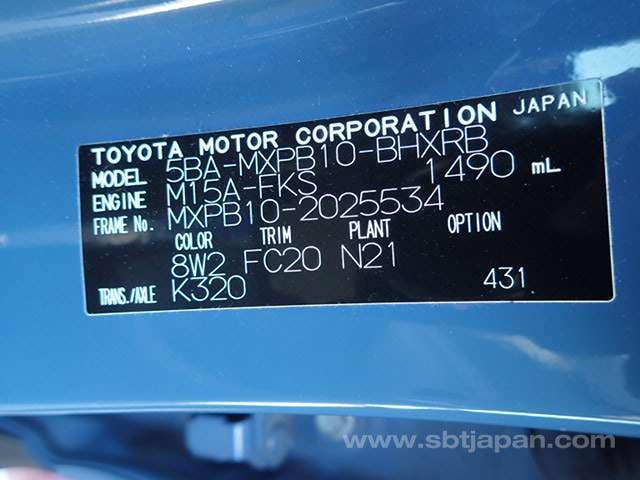 TOYOTA MOTOR CORPORATION JAPAN
MODEL 5BA-MXPB10-BHXRB
ENGINE M15A-FKS 1490 mL
FRAME No. MXPB10-2025534
COLOR TRIM PLANT OPTION
8W2 FC20 N21
TRANS./AXLE K320 431
www.sbtjapan.com